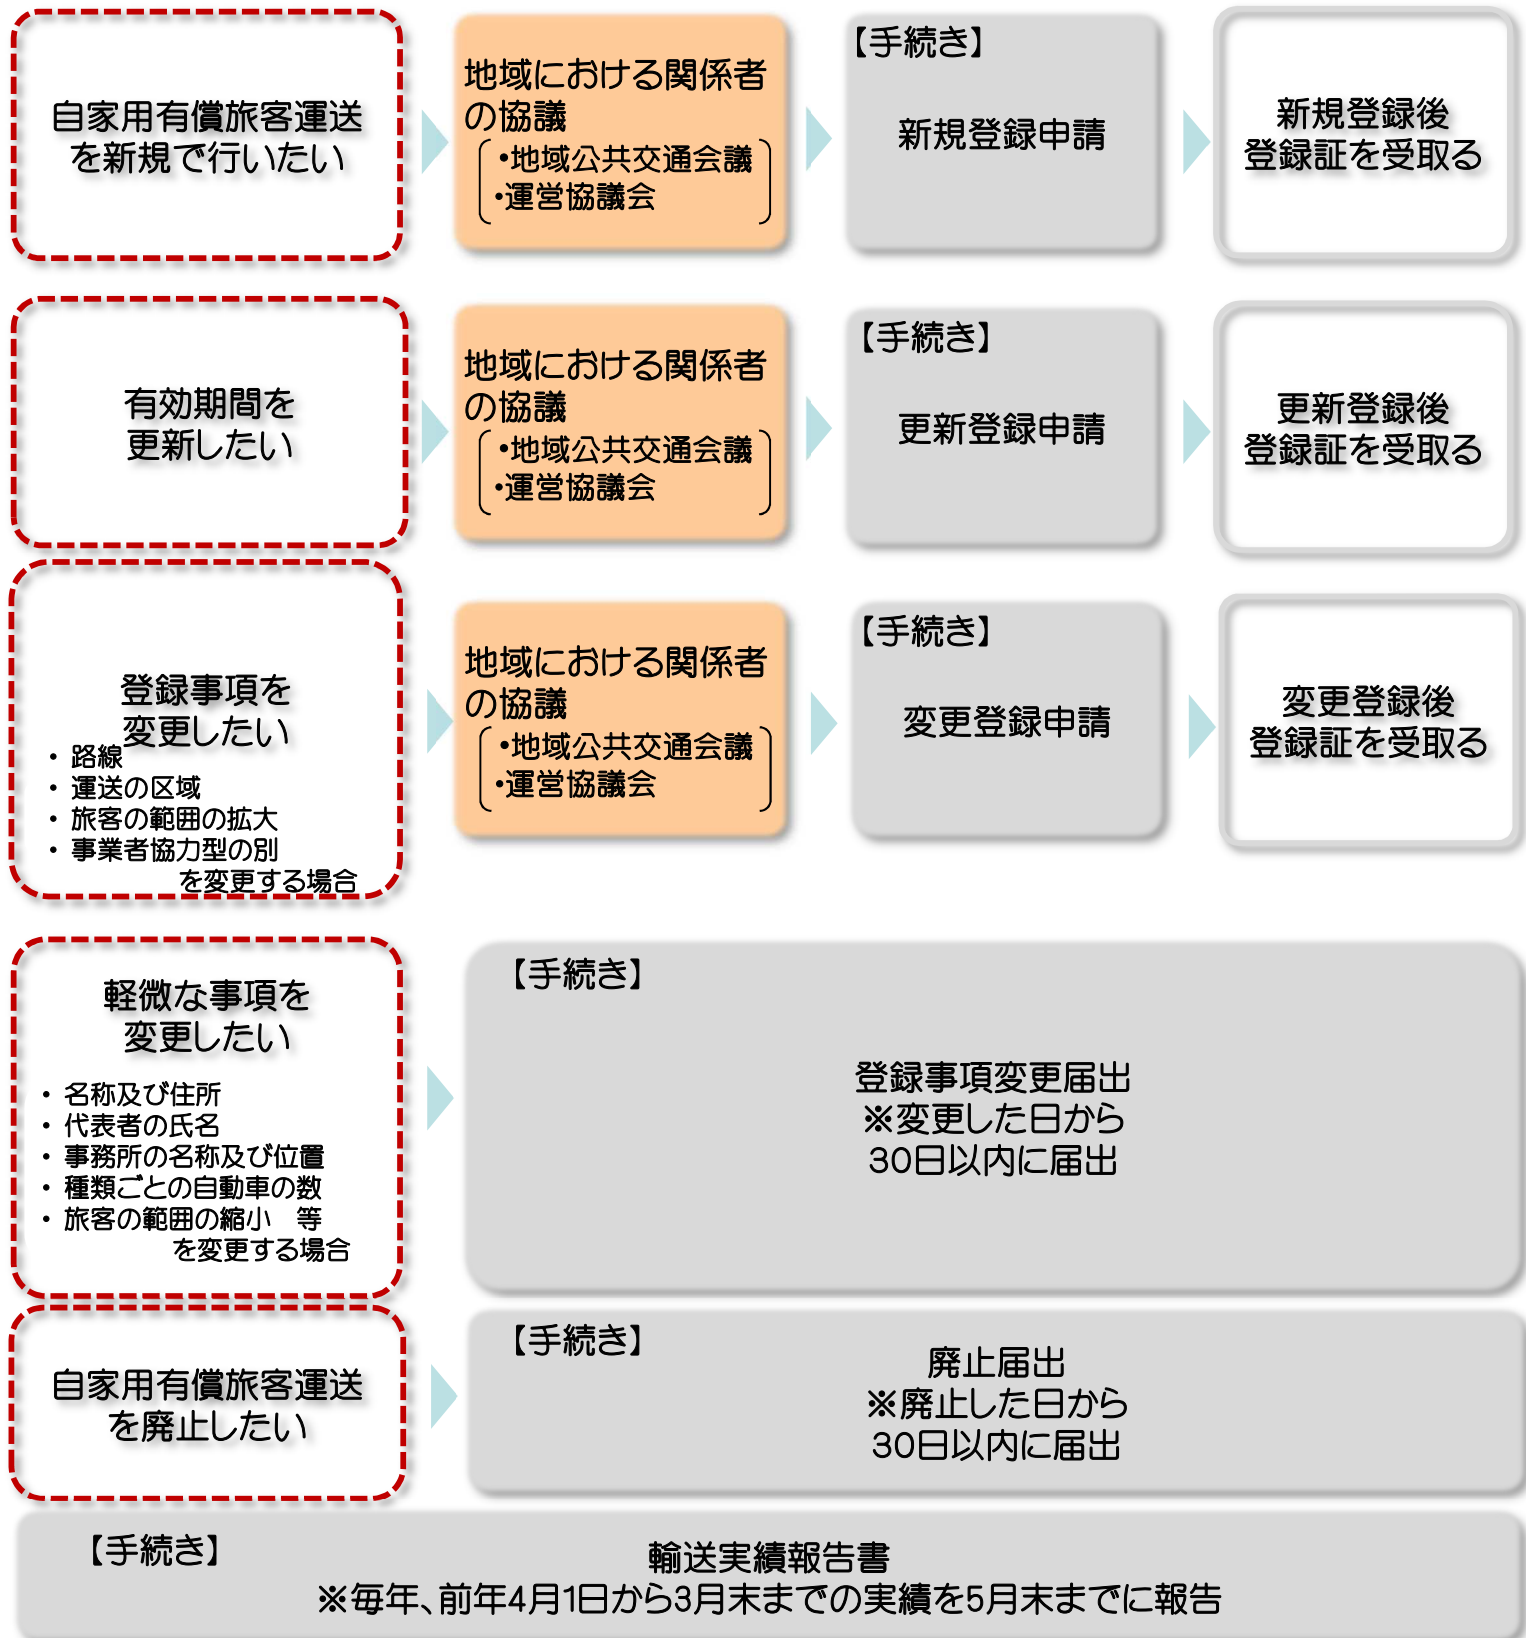 自家用有償旅客運送
を新規で行いたい
地域における関係者
の協議
・地域公共交通会議
・運営協議会
【手続き】
新規登録申請
新規登録後
登録証を受取る
有効期間を
更新したい
地域における関係者
の協議
・地域公共交通会議
・運営協議会
【手続き】
更新登録申請
更新登録後
登録証を受取る
登録事項を
変更したい
・ 路線
・ 運送の区域
・ 旅客の範囲の拡大
・ 事業者協力型の別
を変更する場合
地域における関係者
の協議
・地域公共交通会議
・運営協議会
【手続き】
変更登録申請
変更登録後
登録証を受取る
軽微な事項を
変更したい
・ 名称及び住所
・ 代表者の氏名
・ 事務所の名称及び位置
・ 種類ごとの自動車の数
・ 旅客の範囲の縮小　等
を変更する場合
【手続き】
登録事項変更届出
※変更した日から
30日以内に届出
自家用有償旅客運送
を廃止したい
【手続き】
廃止届出
※廃止した日から
30日以内に届出
【手続き】
輸送実績報告書
※毎年、前年4月1日から3月末までの実績を5月末までに報告